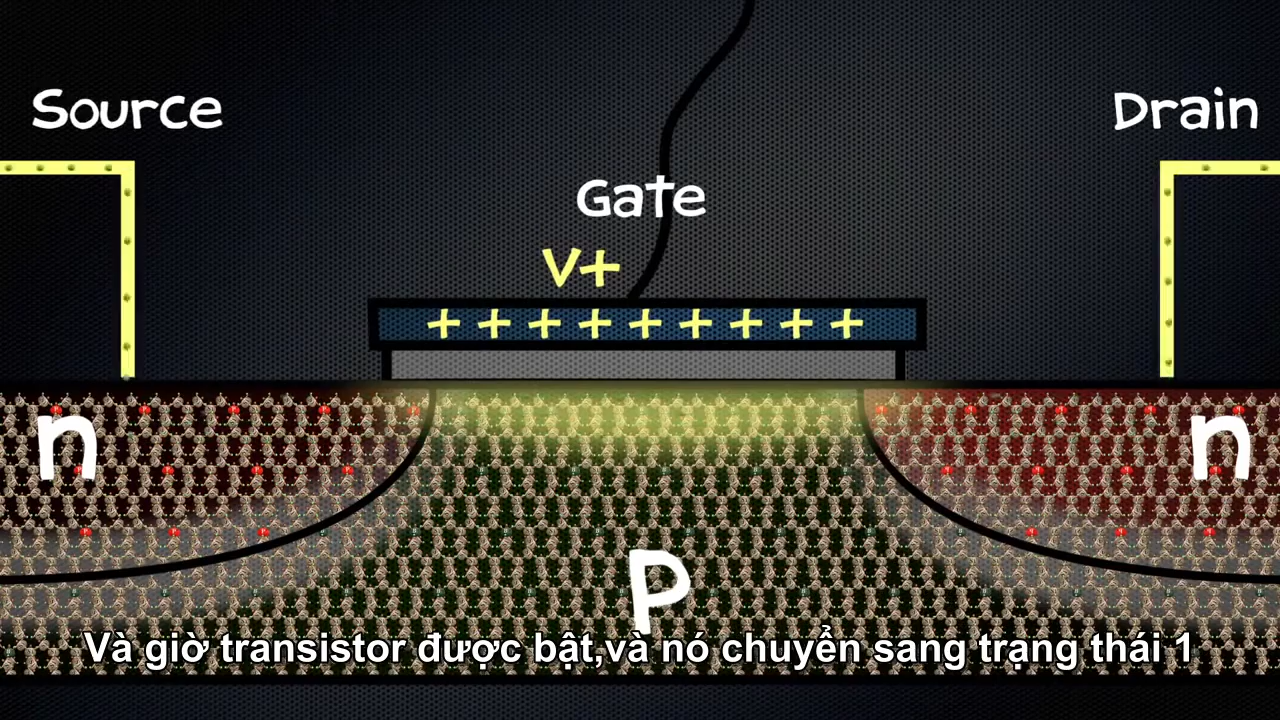 Source
Drain
Gate
V+
+ + + + + + + + +
n
n
P
Và giờ transistor được bật,và nó chuyển sang trạng thái 1